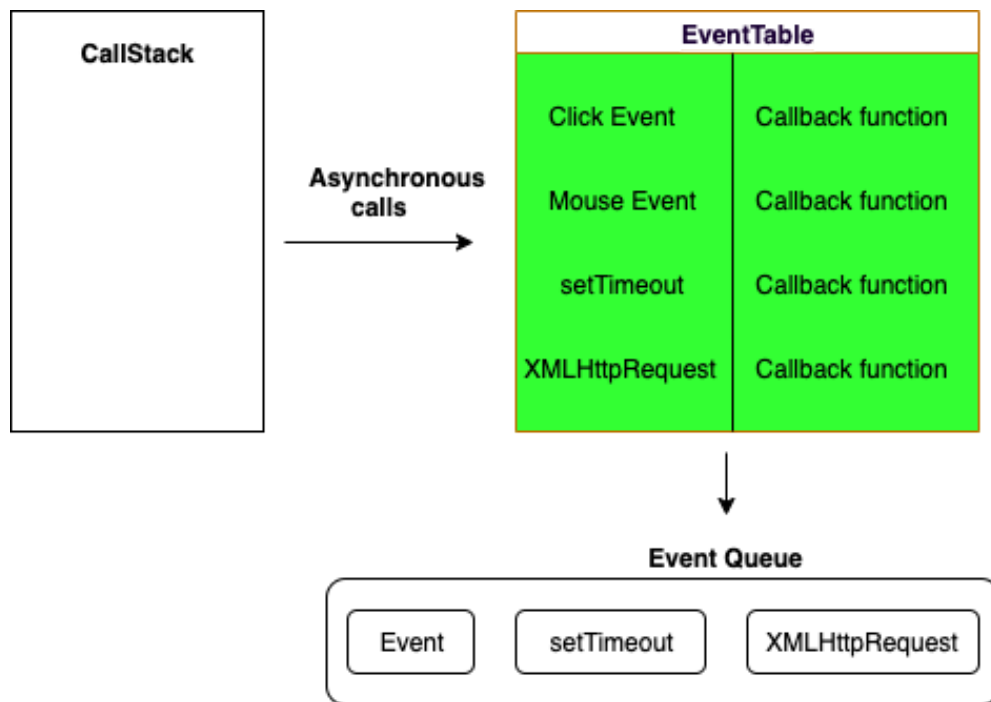 CallStack
EventTable
Click Event
Callback function
Asynchronous
calls
Mouse Event
Callback function
setTimeout
Callback function
XMLHttpRequest
Callback function
Event Queue
Event
setTimeout
XMLHttpRequest